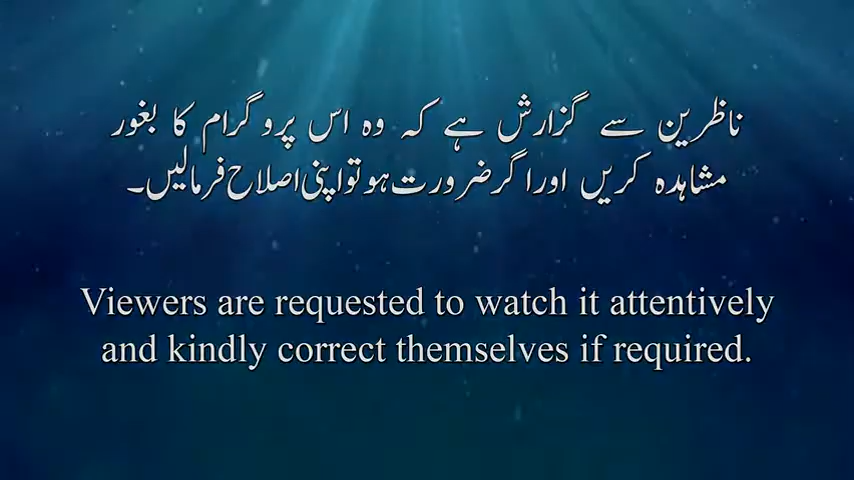 ناظرین سے گزارش ہے کہ وہ اس پروگرام کا بغور
مشاہدہ کریں اور اگر ضرورت ہو تو اپنی اصلاح فرمالیں۔
Viewers are requested to watch it attentively
and kindly correct themselves if required.